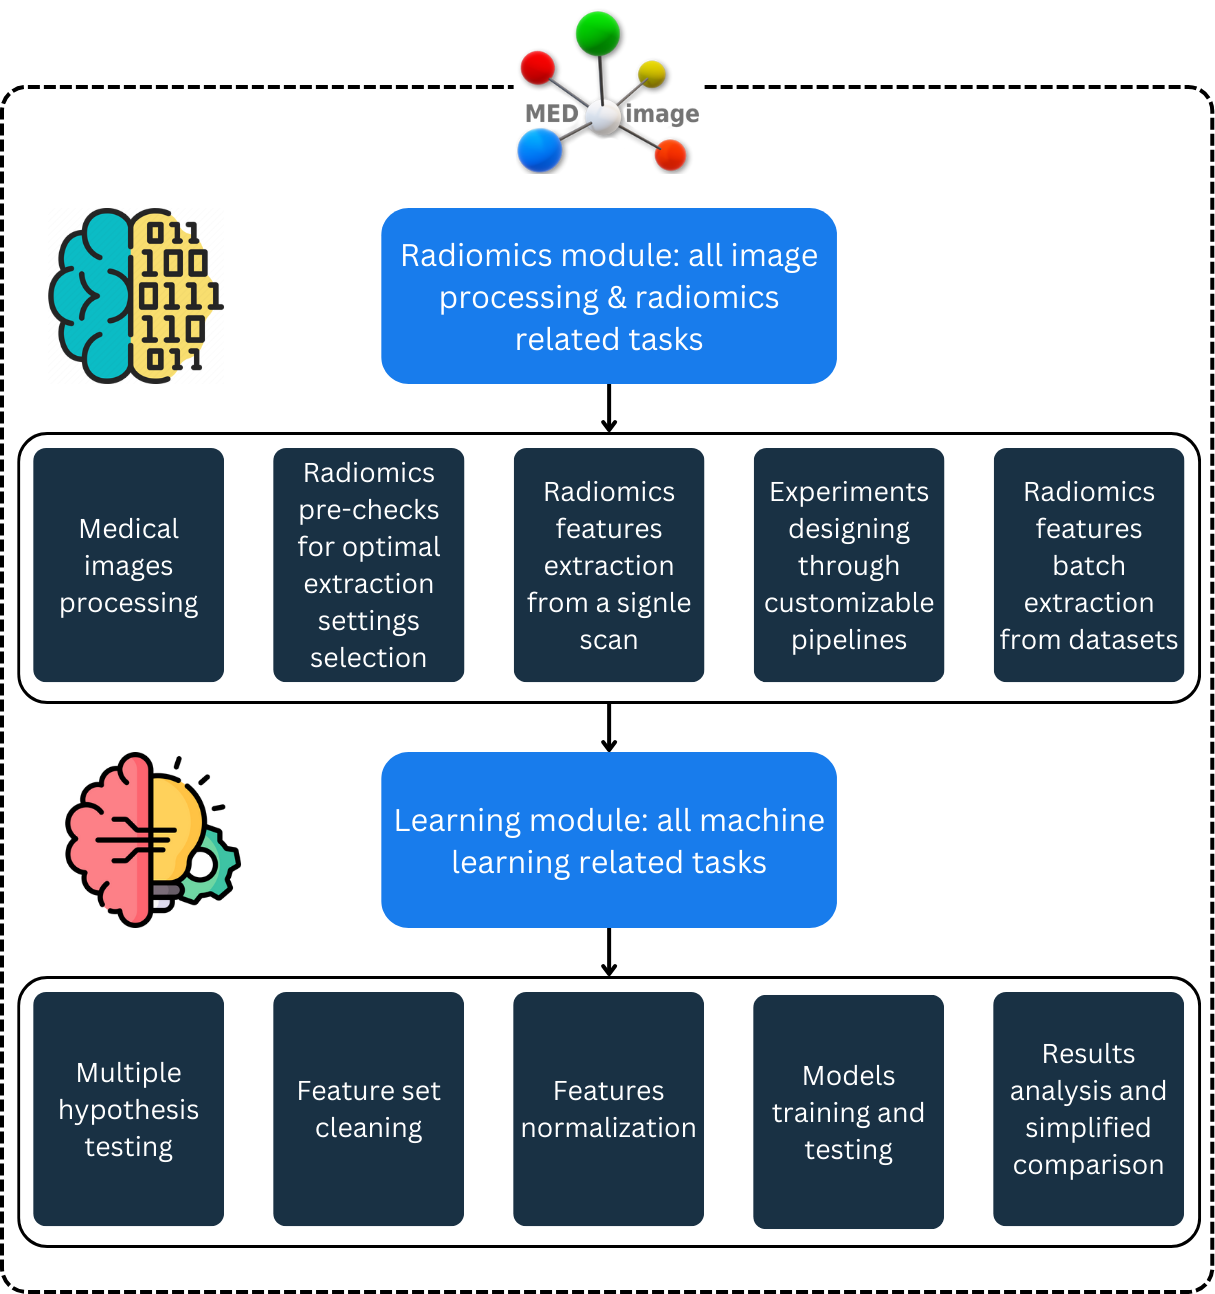 MED image
011
100
0111
110
011
Radiomics module: all image
processing & radiomics
related tasks
Medical
images
processing
Radiomics
pre-checks
for optimal
extraction
settings
selection
Radiomics
features
extraction
from a signle
scan
Experiments
designing
through
customizable
pipelines
Radiomics
features
batch
extraction
from datasets
Learning module: all machine
learning related tasks
Multiple
hypothesis
testing
Feature set
cleaning
Features
normalization
Models
training and
testing
Results
analysis and
simplified
comparison